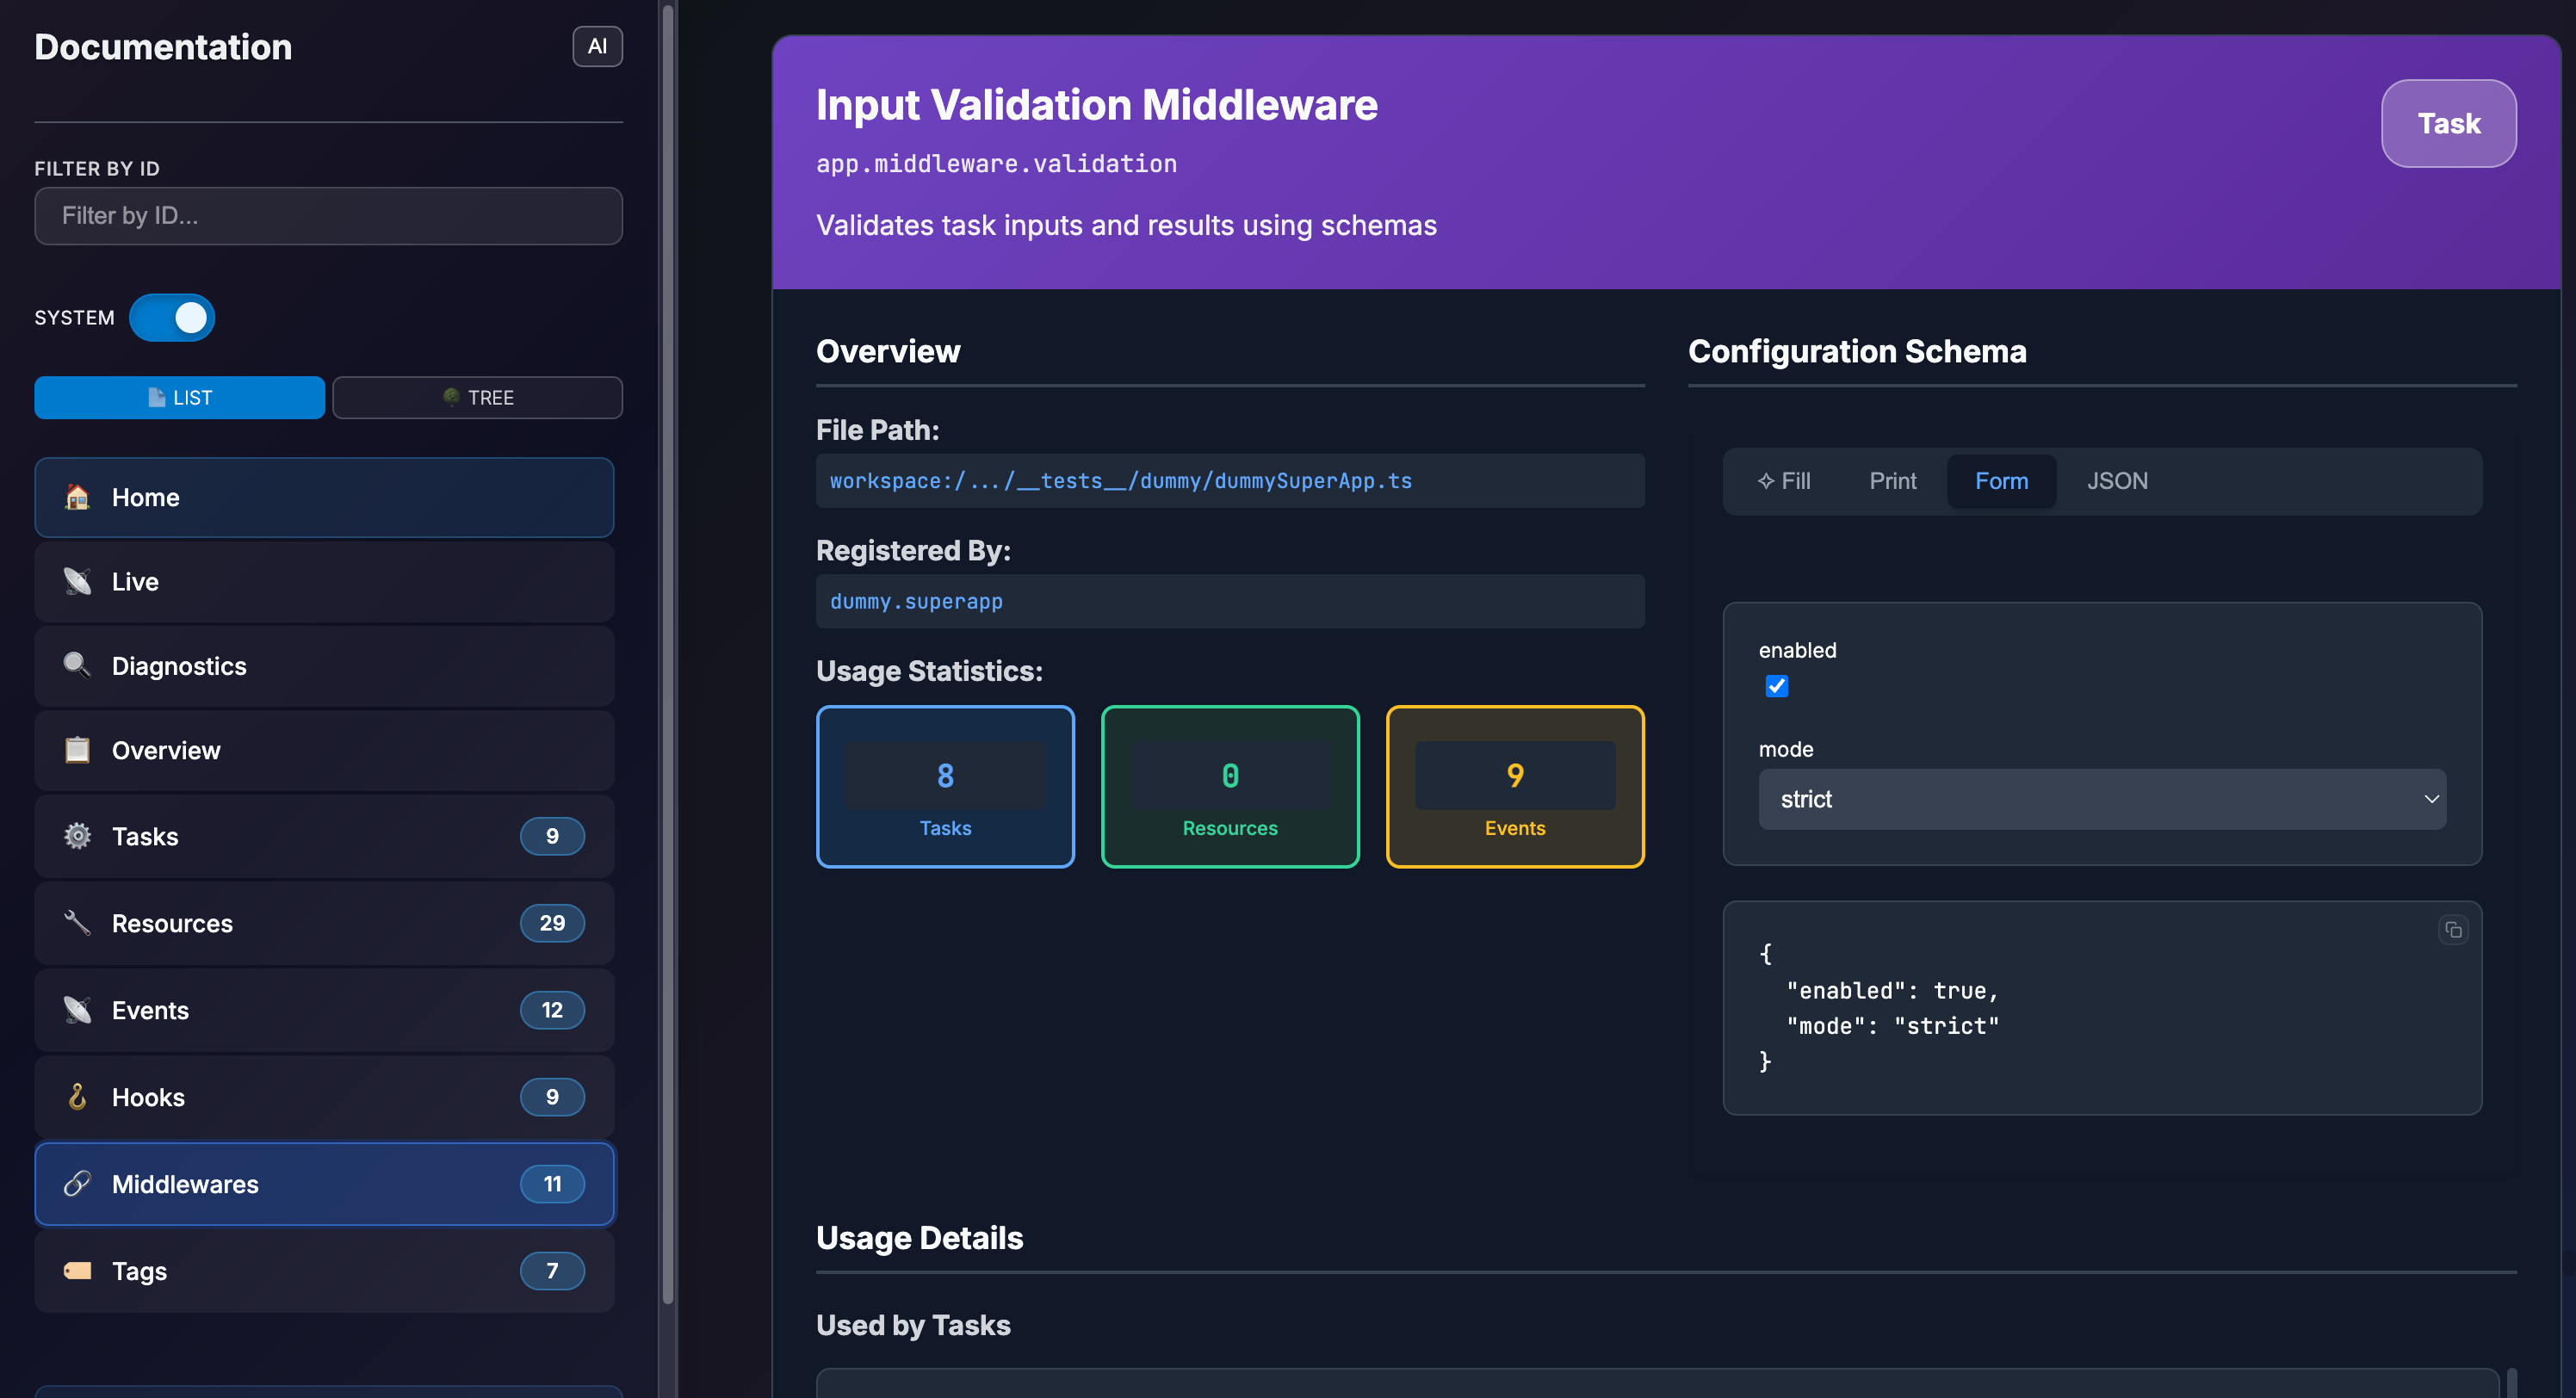 Documentation
AI
FILTER BY ID
Filter by ID...
SYSTEM
LIST
TREE
Home
Live
Diagnostics
Overview
Tasks
9
Resources
29
Events
12
Hooks
9
Middlewares
11
Tags
7
Input Validation Middleware
Task
app.middleware.validation
Validates task inputs and results using schemas
Overview
File Path:
workspace:/.../__tests__/dummy/dummySuperApp.ts
Registered By:
dummy.superapp
Usage Statistics:
8
Tasks
0
Resources
9
Events
Configuration Schema
✧ Fill
Print
Form
JSON
enabled
mode
strict
{
"enabled": true,
"mode": "strict"
}
Usage Details
Used by Tasks